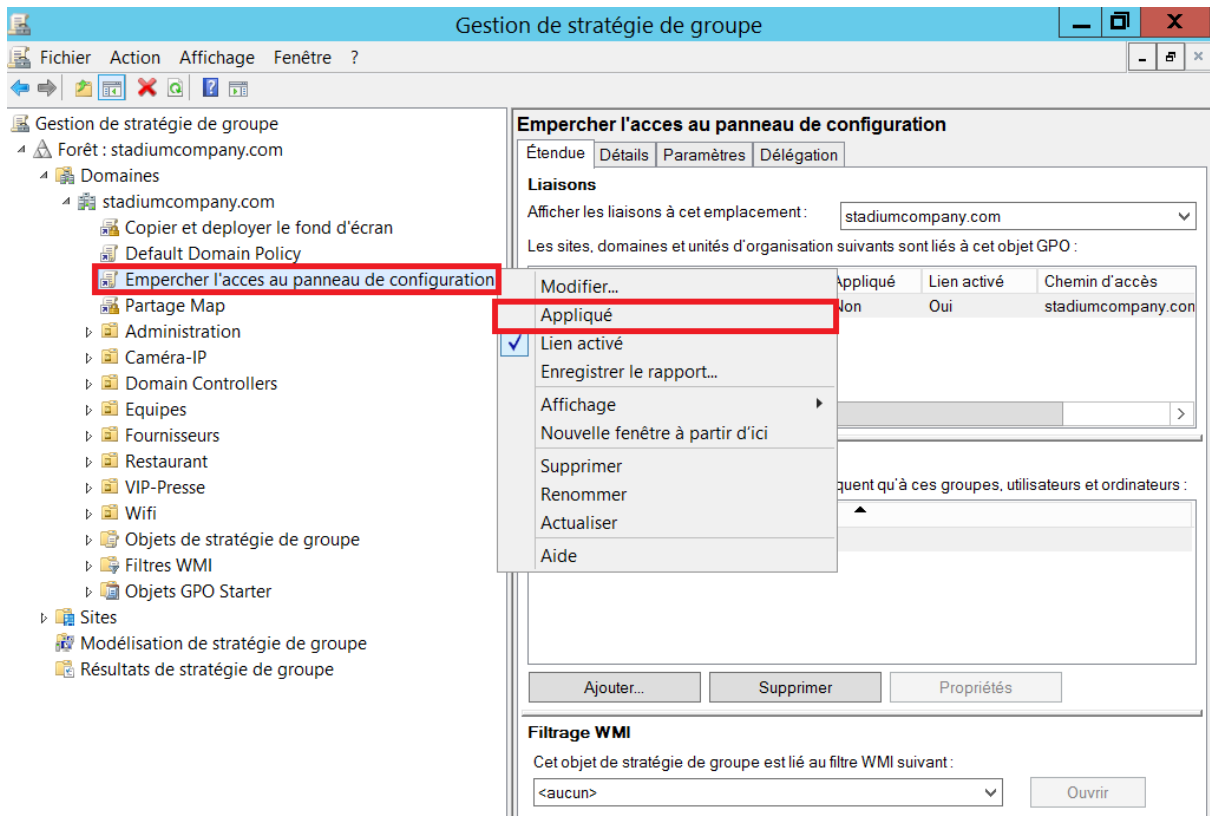 Gestion de stratégie de groupe
Fichier Action Affichage Fenêtre ?
Gestion de stratégie de groupe
Forêt : stadiumcompany.com
Domaines
stadiumcompany.com
Copier et deployer le fond d'écran
Default Domain Policy
Empercher l'acces au panneau de configuration
Partage Map
Administration
Caméra-IP
Domain Controllers
Equipes
Fournisseurs
Restaurant
VIP-Presse
Wifi
Objets de stratégie de groupe
Filtres WMI
Objets GPO Starter
Sites
Modélisation de stratégie de groupe
Résultats de stratégie de groupe
Empercher l'acces au panneau de configuration
Étendue Détails Paramètres Délégation
Liaisons
Afficher les liaisons à cet emplacement : stadiumcompany.com
Les sites, domaines et unités d'organisation suivants sont liés à cet objet GPO :
Appliqué Lien activé Chemin d'accès
Non Oui stadiumcompany.com
Modifier...
Appliqué
Lien activé
Enregistrer le rapport...
Affichage
Nouvelle fenêtre à partir d'ici
Supprimer
Renommer
Actualiser
Aide
qu'à ces groupes, utilisateurs et ordinateurs :
Ajouter... Supprimer Propriétés
Filtrage WMI
Cet objet de stratégie de groupe est lié au filtre WMI suivant :
<aucun> Ouvrir